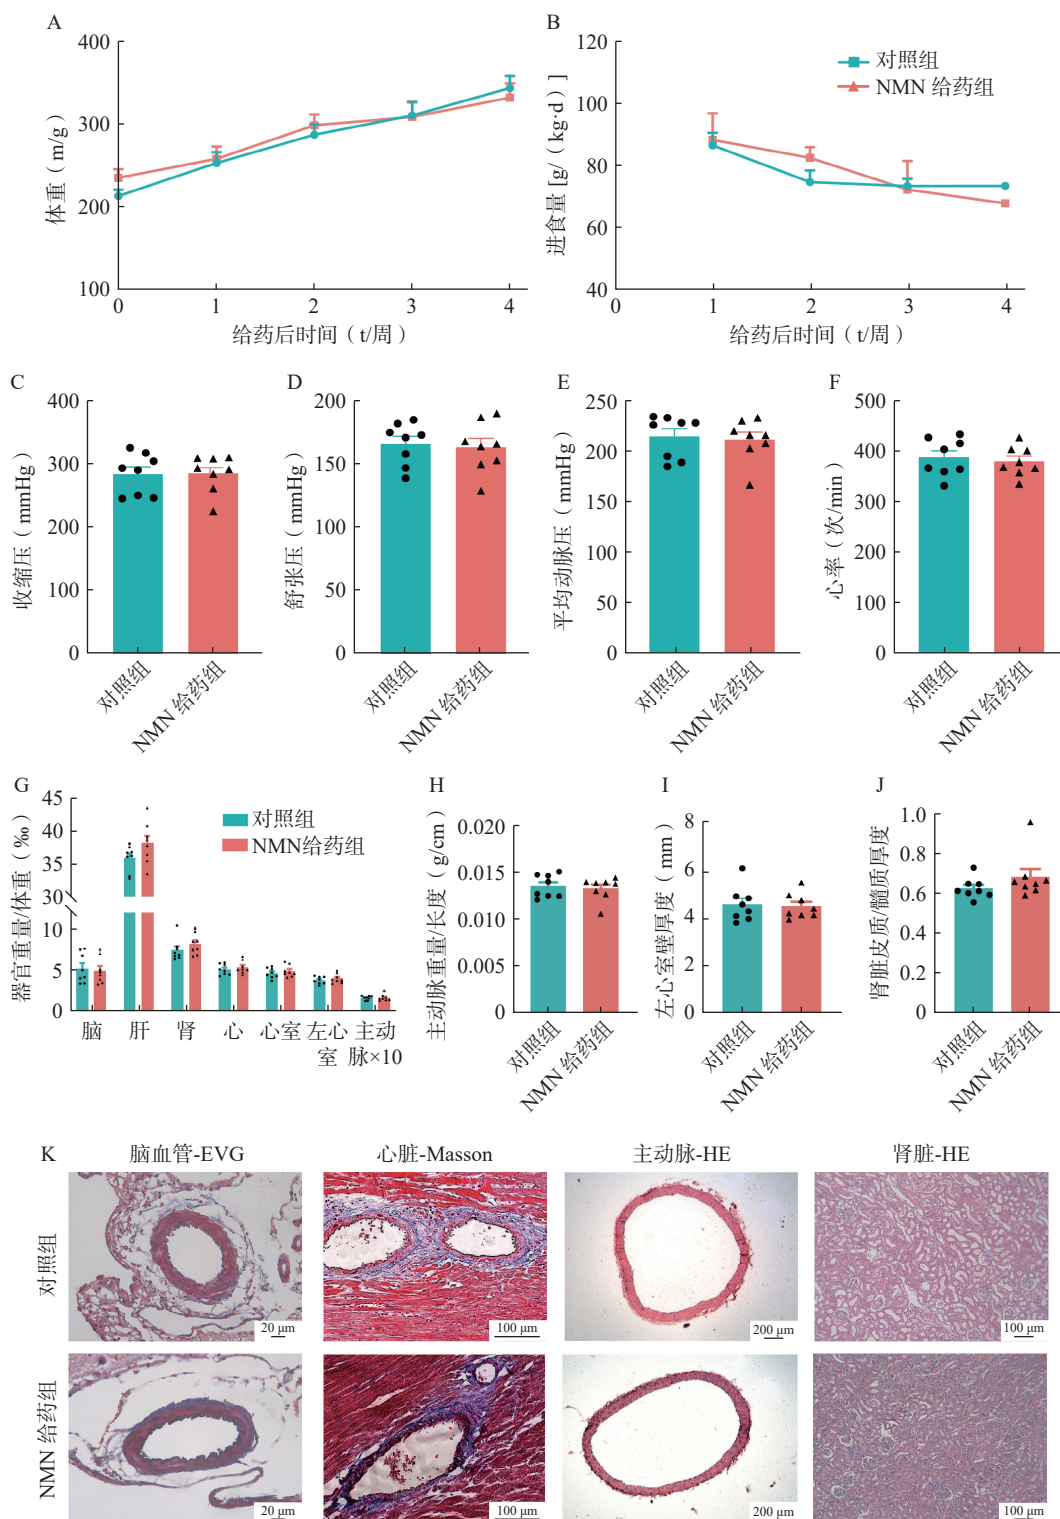 A
400
300
200
100
体重（m/g）
0 1 2 3 4
给药后时间（t/周）
B
120
100
80
60
40
进食量 [g/（kg·d）]
对照组
NMN 给药组
0 1 2 3 4
给药后时间（t/周）
C
400
300
200
100
0
收缩压（mmHg）
对照组
NMN 给药组
D
200
150
100
50
0
舒张压（mmHg）
对照组
NMN 给药组
E
250
200
150
100
50
0
平均动脉压（mmHg）
对照组
NMN 给药组
F
500
400
300
200
100
0
心率（次/min）
对照组
NMN 给药组
G
45
40
35
30
10
5
0
器官重量/体重（‰）
对照组
NMN给药组
脑 肝 肾 心 心室 左心室 主动脉×10
H
0.020
0.015
0.010
0.005
0.000
主动脉重量/长度（g/cm）
对照组
NMN 给药组
I
8
6
4
2
0
左心室壁厚度（mm）
对照组
NMN 给药组
J
1.0
0.8
0.6
0.4
0.2
0
肾脏皮质/髓质厚度
对照组
NMN 给药组
K
脑血管-EVG 心脏-Masson 主动脉-HE 肾脏-HE
对照组
20 μm 100 μm 200 μm 100 μm
NMN 给药组
20 μm 100 μm 200 μm 100 μm